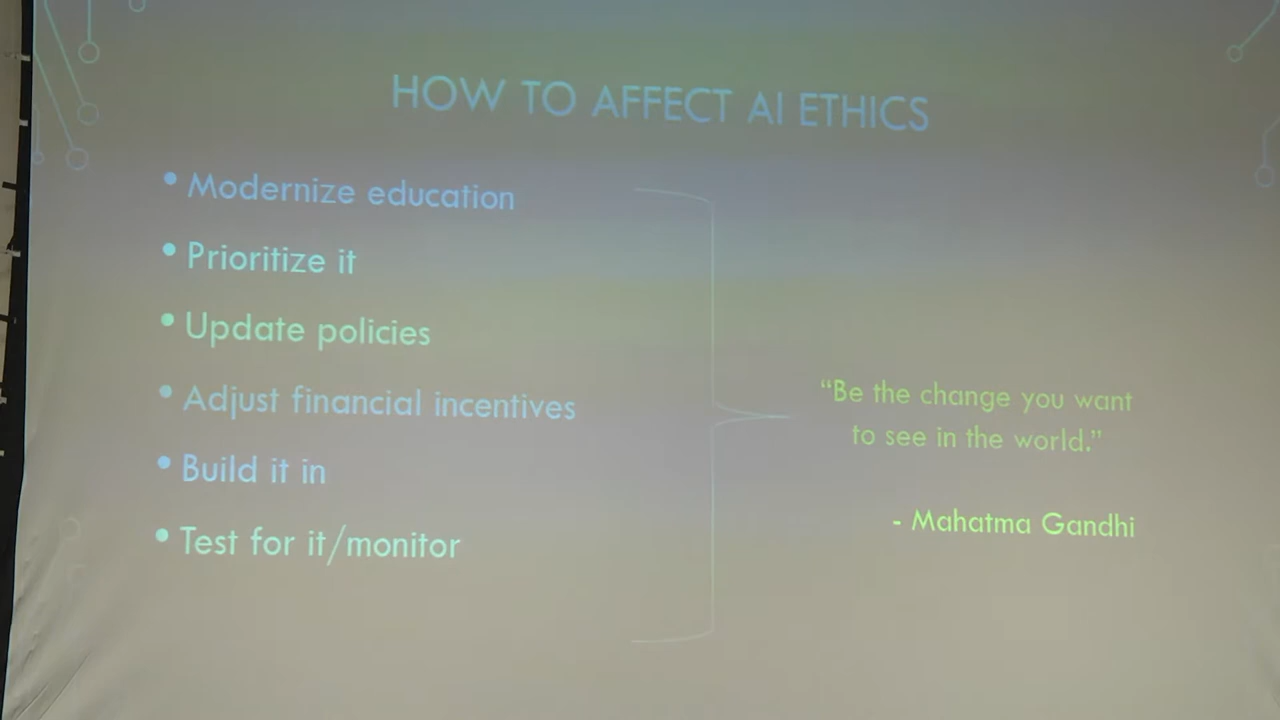 HOW TO AFFECT AI ETHICS
• Modernize education
• Prioritize it
• Update policies
• Adjust financial incentives
• Build it in
• Test for it/monitor
“Be the change you want
to see in the world.”
- Mahatma Gandhi